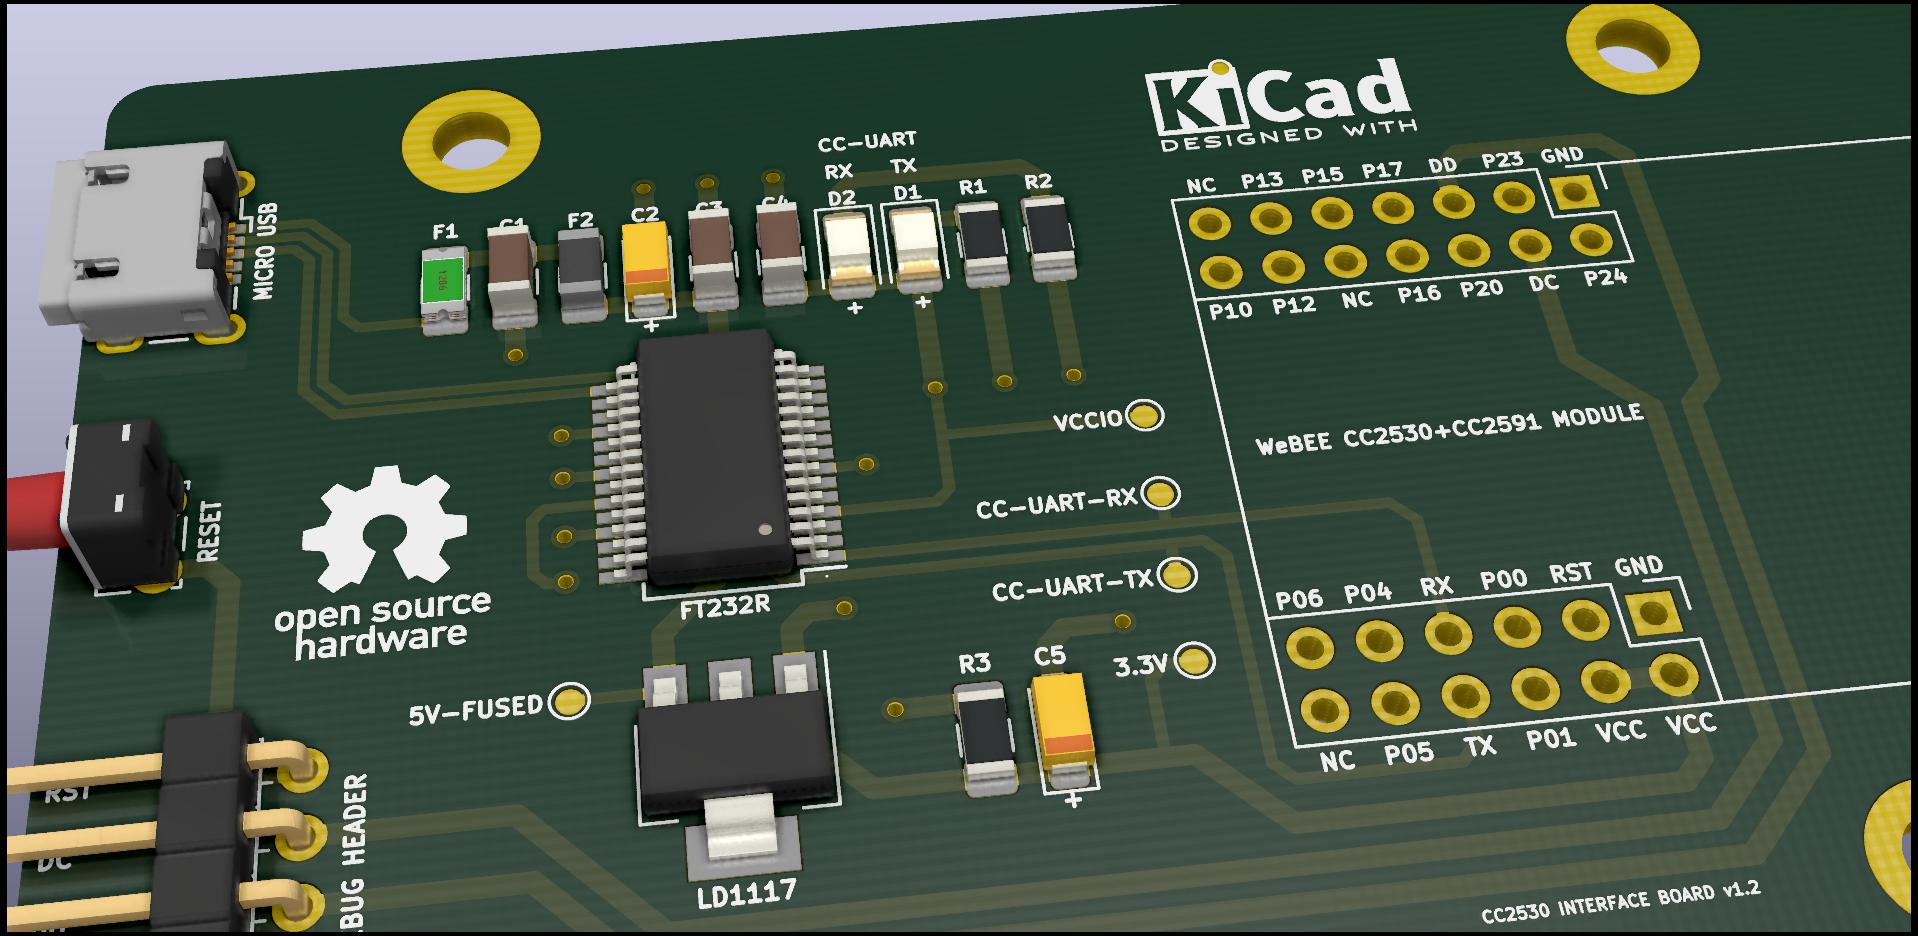 KiCad
DESIGNED WITH
CC-UART
RX TX
F1 C1 F2 C2 C3 C4 D2 D1 R1 R2
MICRO USB
NC P13 P15 P17 DD P23 GND
P10 P12 NC P16 P20 DC P24
1206
+ + +
VCCIO
WeBEE CC2530+CC2591 MODULE
CC-UART-RX
RESET
open source
hardware
CC-UART-TX
FT232R
P06 P04 RX P00 RST GND
NC P05 TX P01 VCC VCC
R3 C5 3.3V
5V-FUSED
+
RST
DC
BUG HEADER
LD1117
CC2530 INTERFACE BOARD v1.2